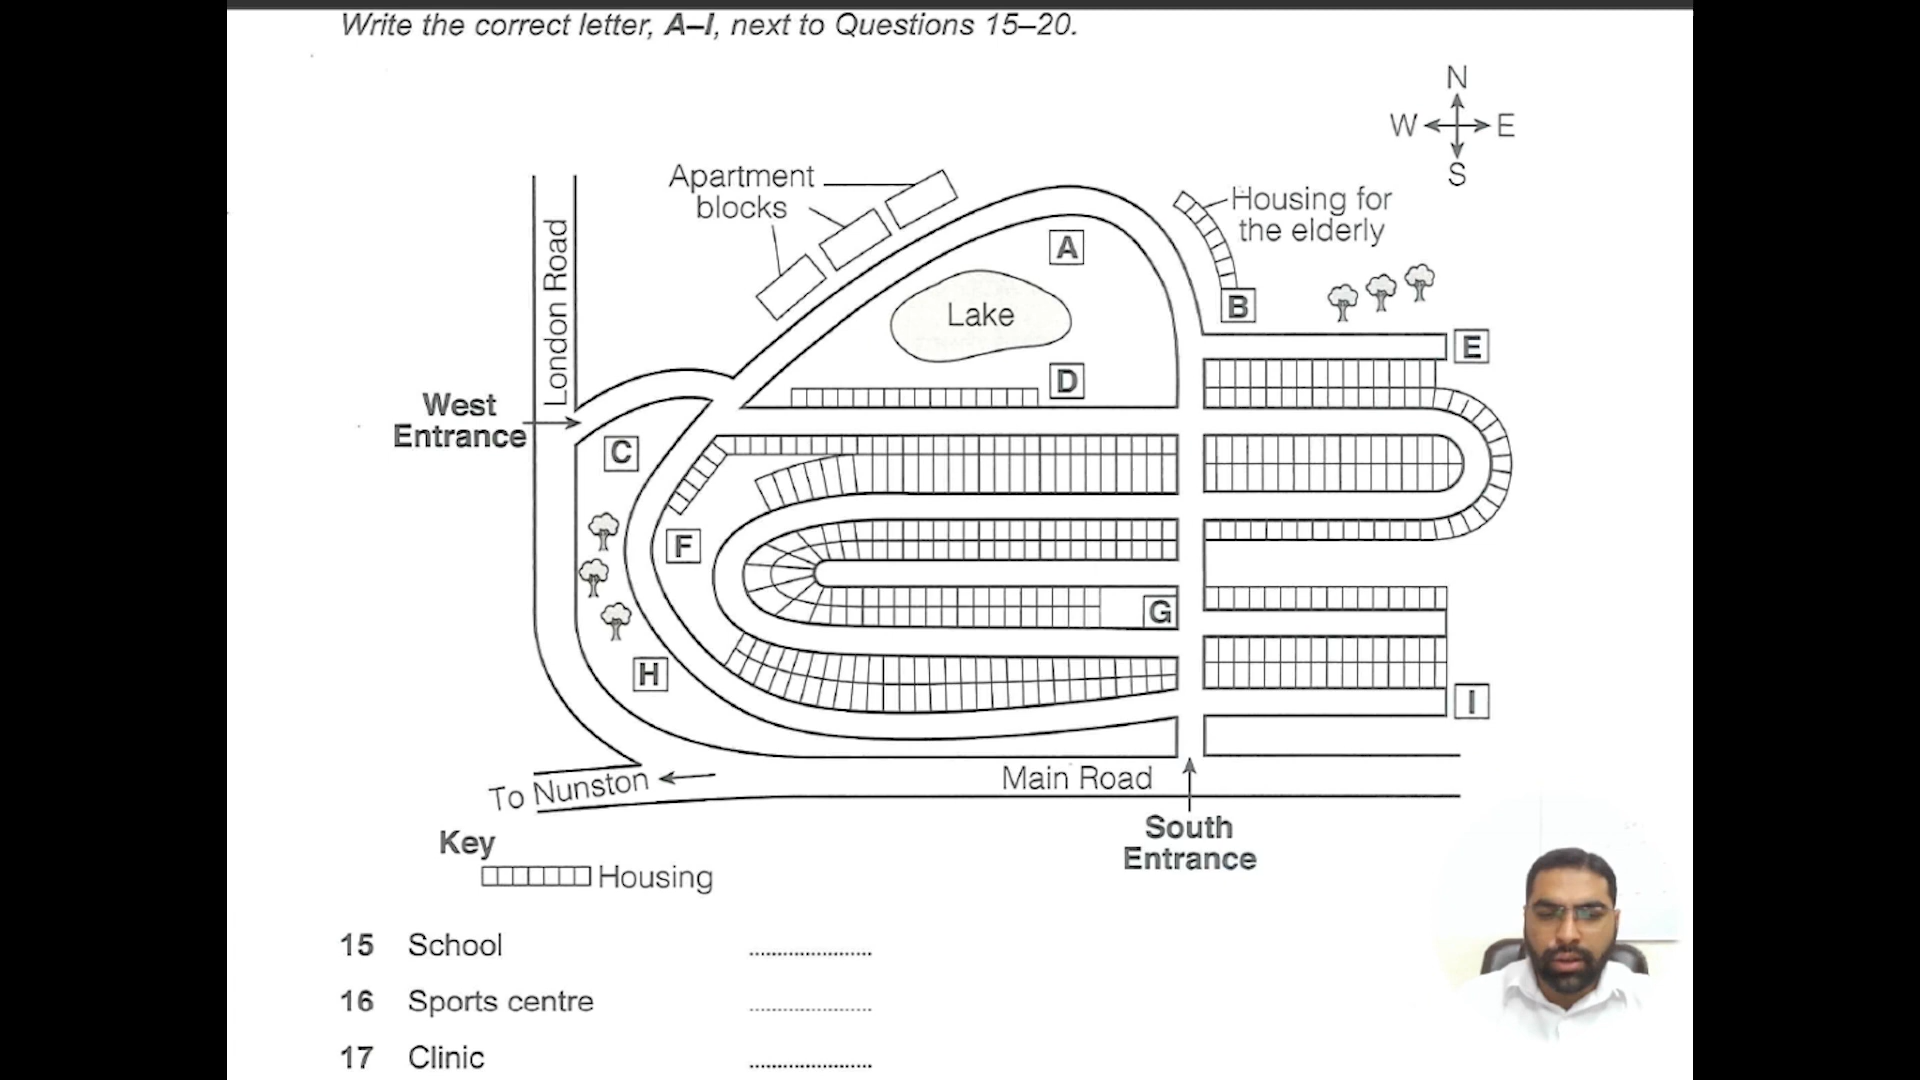 Write the correct letter, A–I, next to Questions 15–20.
N
W E
S
Apartment
blocks
Housing for
the elderly
London Road
A
Lake
B
E
D
West
Entrance
C
F
G
H
I
Main Road
To Nunston
South
Entrance
Key
Housing
15 School ......................
16 Sports centre ......................
17 Clinic ......................